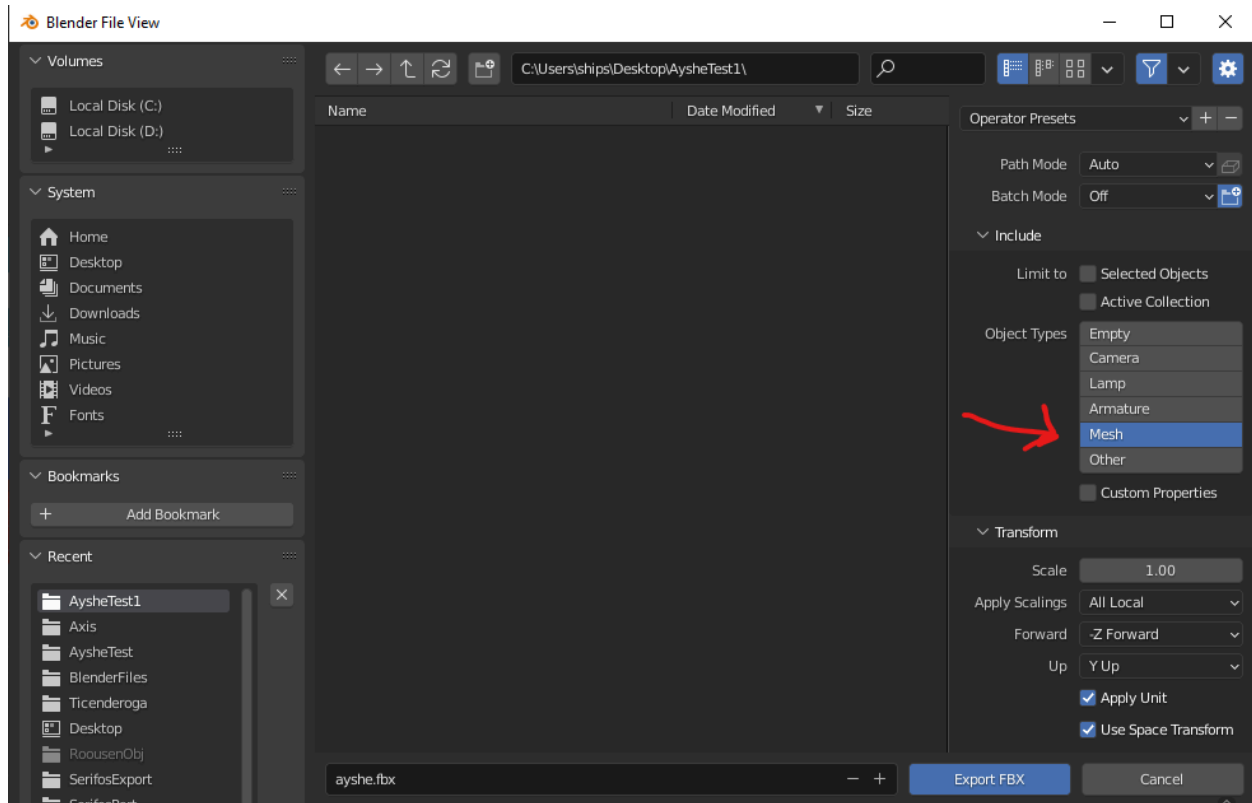 Blender File View
Volumes
Local Disk (C:)
Local Disk (D:)
System
Home
Desktop
Documents
Downloads
Music
Pictures
Videos
Fonts
Bookmarks
Add Bookmark
Recent
AysheTest1
Axis
AysheTest
BlenderFiles
Ticenderoga
Desktop
RoousenObj
SerifosExport
C:\Users\ships\Desktop\AysheTest1\
Name Date Modified Size
ayshe.fbx
Operator Presets
Path Mode Auto
Batch Mode Off
Include
Limit to Selected Objects
Active Collection
Object Types Empty
Camera
Lamp
Armature
Mesh
Other
Custom Properties
Transform
Scale 1.00
Apply Scalings All Local
Forward -Z Forward
Up Y Up
Apply Unit
Use Space Transform
Export FBX Cancel